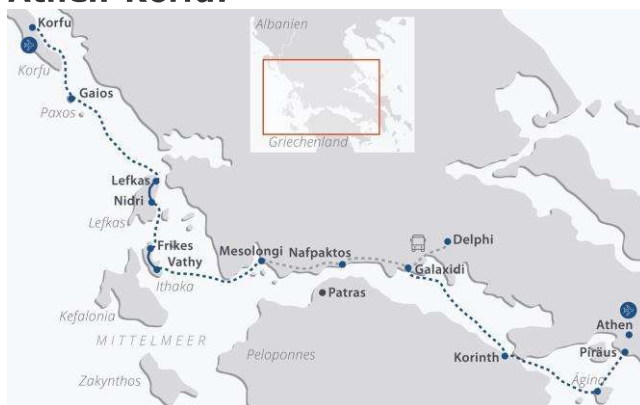 Athen-Korfu:
Korfu
Albanien
Korfu
Gaios
Paxos
Griechenland
Lefkas
Nidri
Lefkas
Frikes
Vathy
Mesolongi
Nafpaktos
Delphi
Galaxidi
Ithaka
Patras
Kefalonia
Athen
MITTELMEER
Peloponnes
Korinth
Piräus
Zakynthos
Ägina